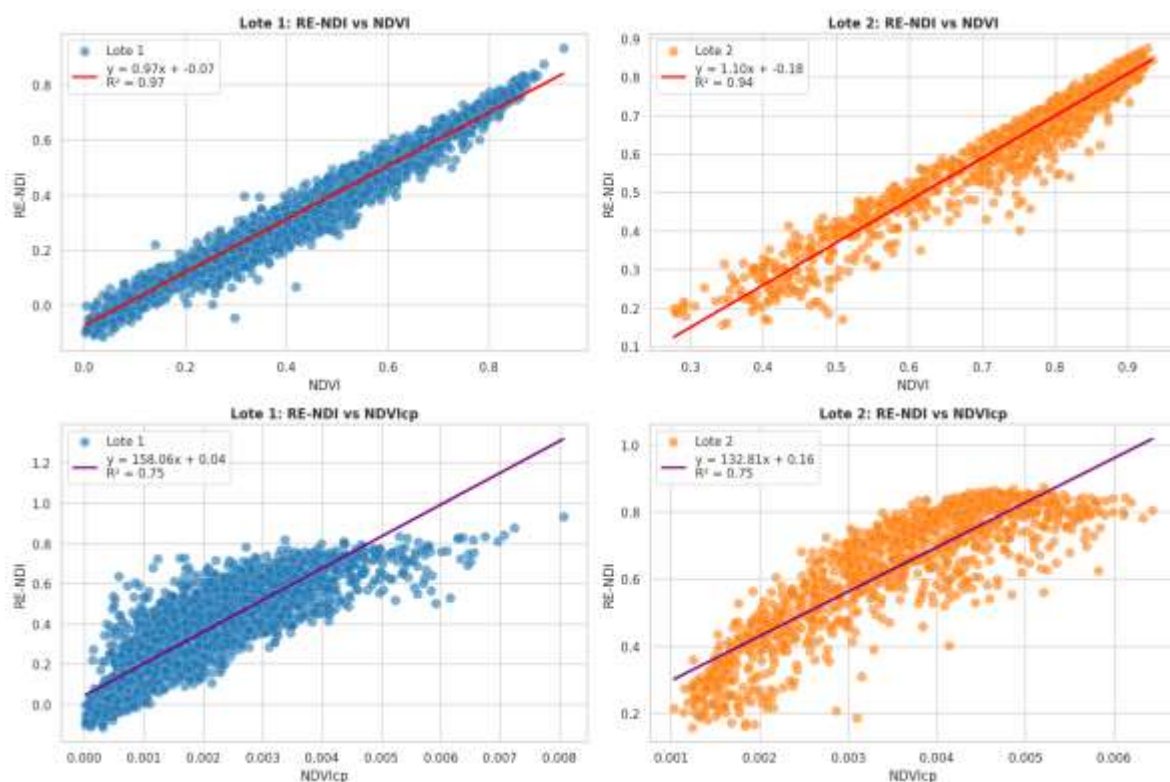 Lote 1: RE-NDI vs NDVI
Lote 1
y = 0.97x + -0.07
R² = 0.97
RE-NDI
0.8
0.6
0.4
0.2
0.0
0.0 0.2 0.4 0.6 0.8
NDVI
Lote 2: RE-NDI vs NDVI
Lote 2
y = 1.10x + -0.18
R² = 0.94
RE-NDI
0.9
0.8
0.7
0.6
0.5
0.4
0.3
0.2
0.1
0.3 0.4 0.5 0.6 0.7 0.8 0.9
NDVI
Lote 1: RE-NDI vs NDVIcp
Lote 1
y = 158.06x + 0.04
R² = 0.75
RE-NDI
1.2
1.0
0.8
0.6
0.4
0.2
0.0
0.000 0.001 0.002 0.003 0.004 0.005 0.006 0.007 0.008
NDVIcp
Lote 2: RE-NDI vs NDVIcp
Lote 2
y = 132.81x + 0.16
R² = 0.75
RE-NDI
1.0
0.8
0.6
0.4
0.2
0.001 0.002 0.003 0.004 0.005 0.006
NDVIcp